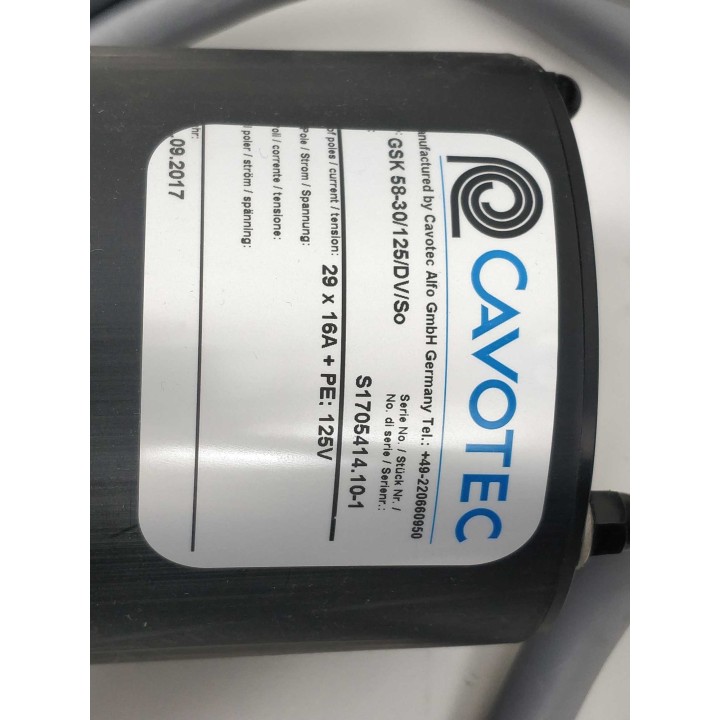 CAVOTEC
anufactured by Cavotec Alfo GmbH Germany Tel.: +49-220660950
: GSK 58-30/125/DV/So
Serie No. / Stück Nr. /
No. di serie / Serienr.:
S1705414.10-1
of poles / current / tension: 29 x 16A + PE; 125V
Pole / Strom / Spannung:
oli / corrente / tensione:
l poler / ström / spänning:
hr:
.09.2017